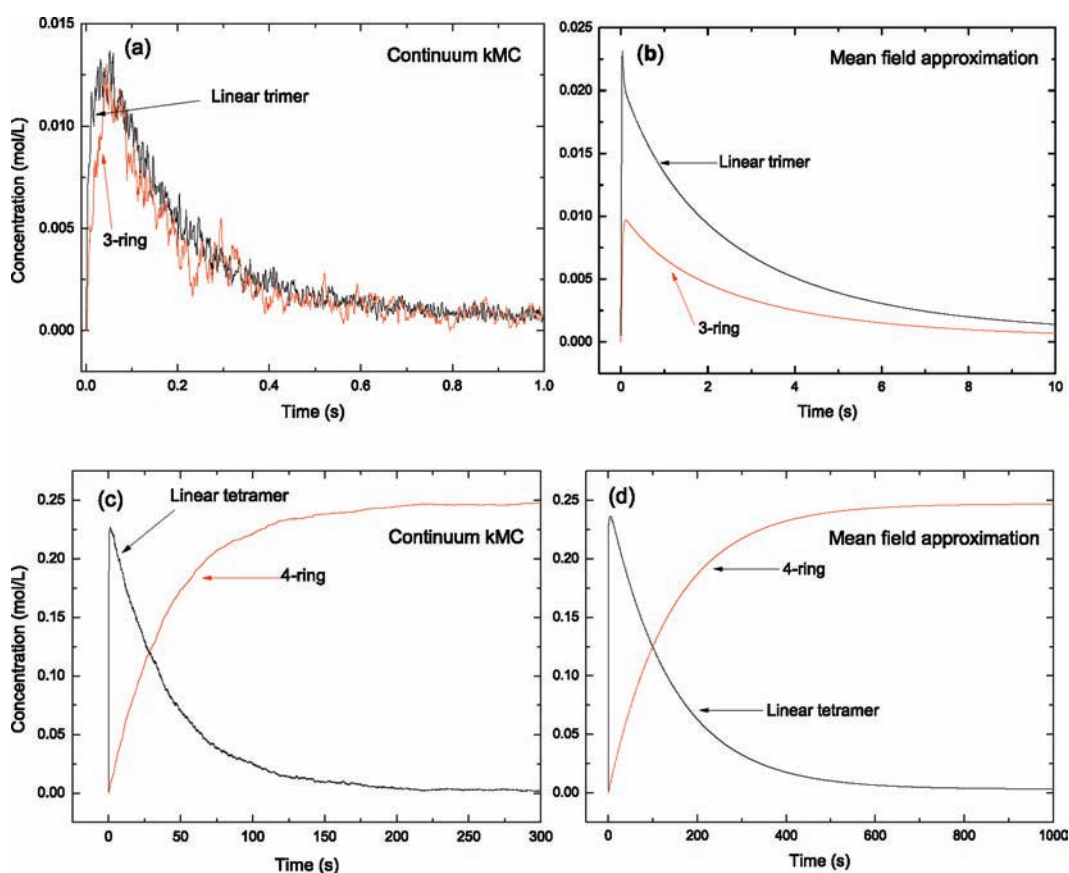 (a)
Continuum kMC
Linear trimer
3-ring
Concentration (mol/L)
0.015
0.010
0.005
0.000
0.0 0.2 0.4 0.6 0.8 1.0
Time (s)
(b)
Mean field approximation
Linear trimer
3-ring
0.025
0.020
0.015
0.010
0.005
0.000
0 2 4 6 8 10
Time (s)
(c)
Linear tetramer
Continuum kMC
4-ring
Concentration (mol/L)
0.25
0.20
0.15
0.10
0.05
0.00
0 50 100 150 200 250 300
Time (s)
(d)
Mean field approximation
4-ring
Linear tetramer
0.25
0.20
0.15
0.10
0.05
0.00
0 200 400 600 800 1000
Time (s)